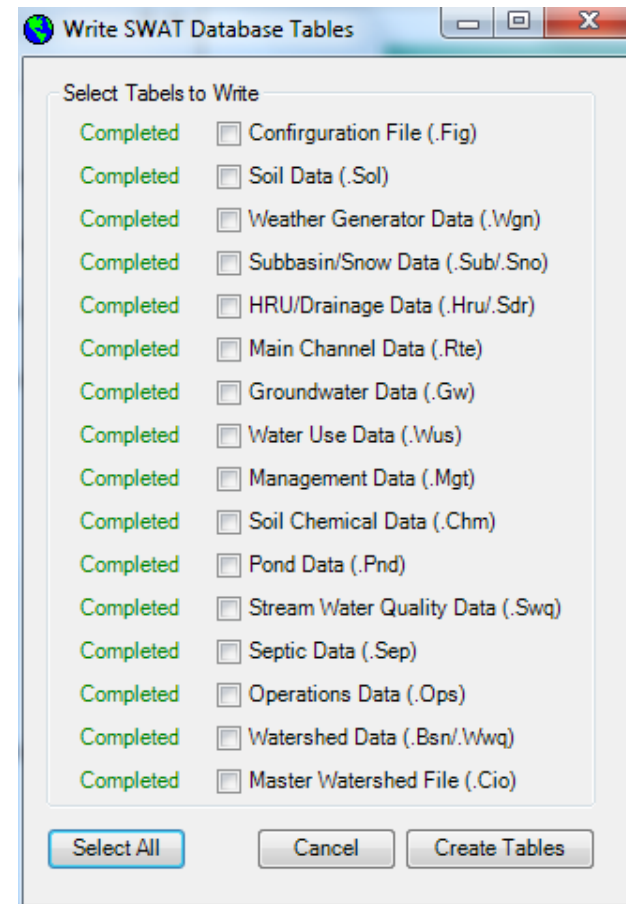 Write SWAT Database Tables
Select Tabels to Write
Completed Confirguration File (.Fig)
Completed Soil Data (.Sol)
Completed Weather Generator Data (.Wgn)
Completed Subbasin/Snow Data (.Sub/.Sno)
Completed HRU/Drainage Data (.Hru/.Sdr)
Completed Main Channel Data (.Rte)
Completed Groundwater Data (.Gw)
Completed Water Use Data (.Wus)
Completed Management Data (.Mgt)
Completed Soil Chemical Data (.Chm)
Completed Pond Data (.Pnd)
Completed Stream Water Quality Data (.Swq)
Completed Septic Data (.Sep)
Completed Operations Data (.Ops)
Completed Watershed Data (.Bsn/.Wwq)
Completed Master Watershed File (.Cio)
Select All Cancel Create Tables